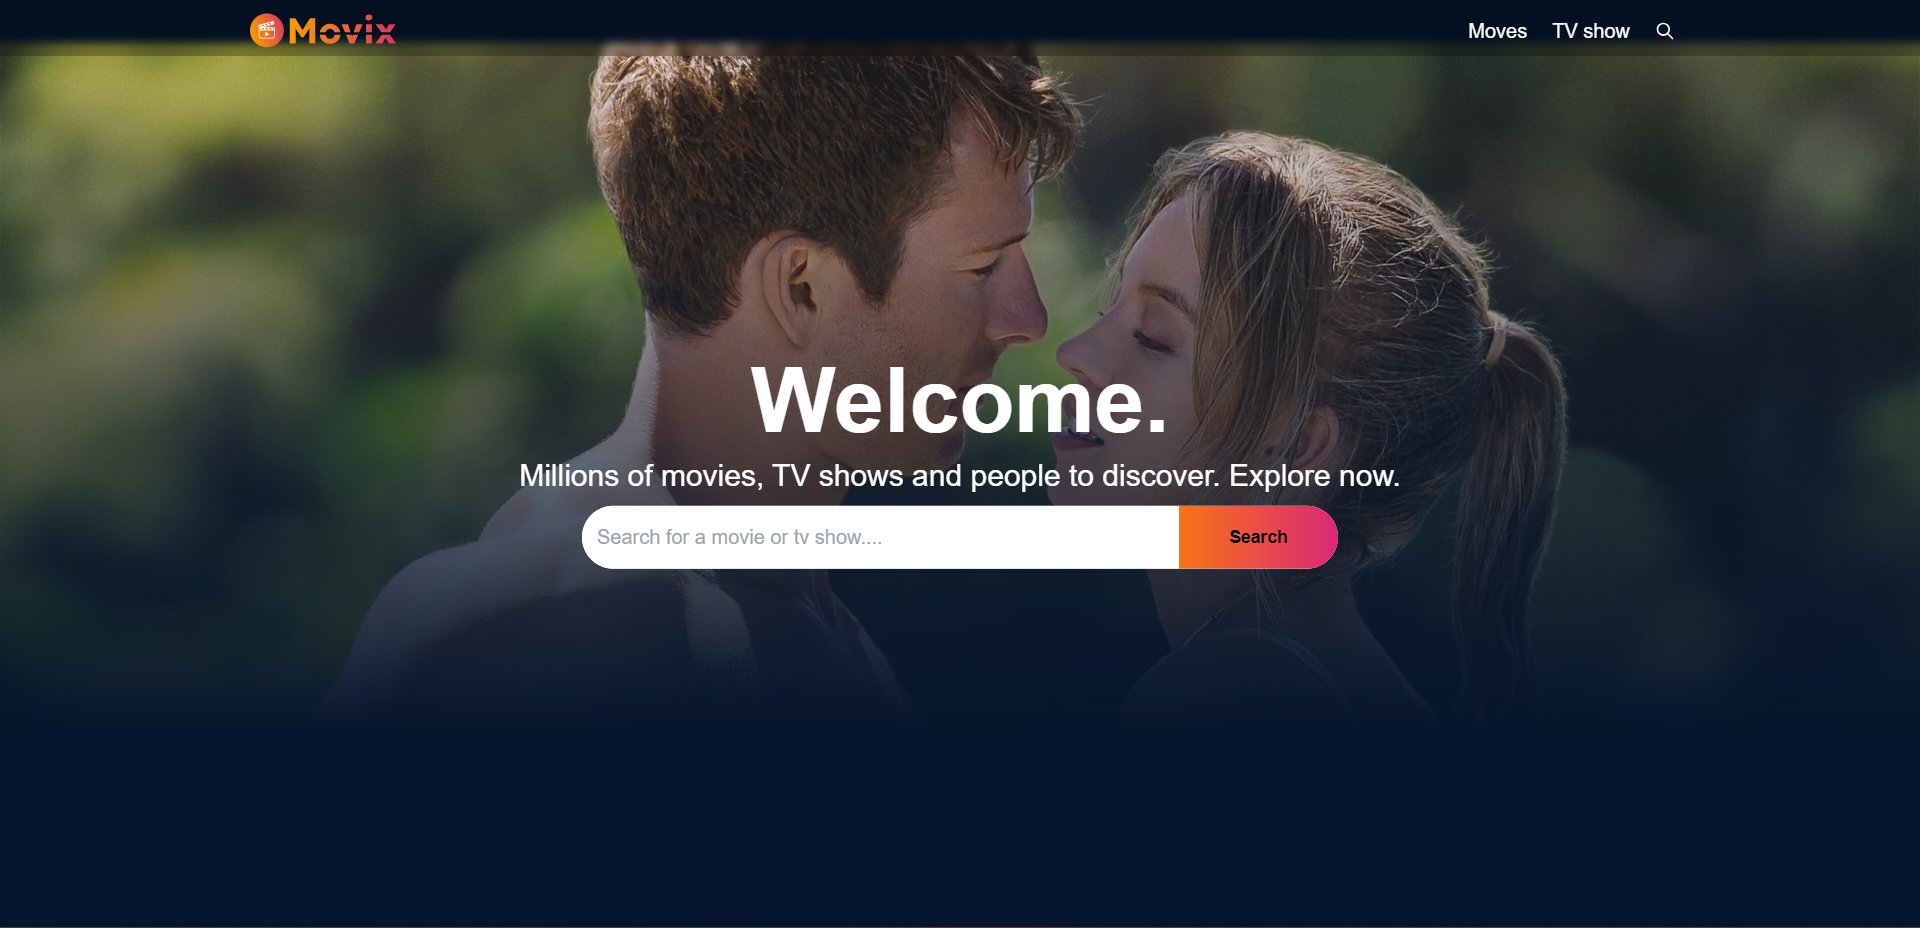 Movix
Moves
TV show
Welcome.
Millions of movies, TV shows and people to discover. Explore now.
Search for a movie or tv show....
Search